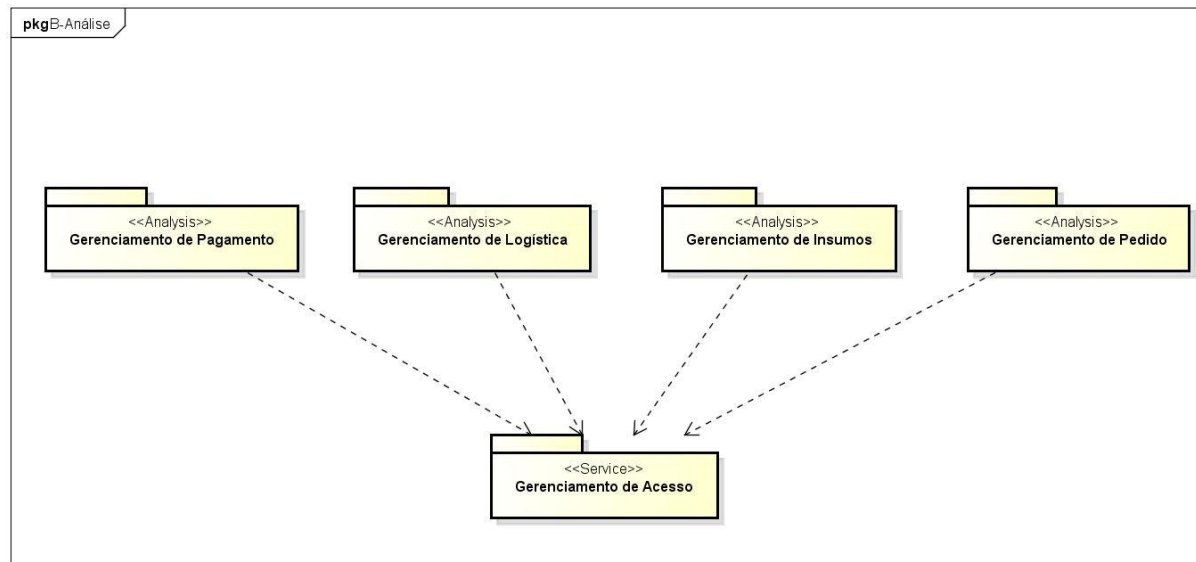 pkgB-Análise
<<Analysis>>
Gerenciamento de Pagamento
<<Analysis>>
Gerenciamento de Logística
<<Analysis>>
Gerenciamento de Insumos
<<Analysis>>
Gerenciamento de Pedido
<<Service>>
Gerenciamento de Acesso